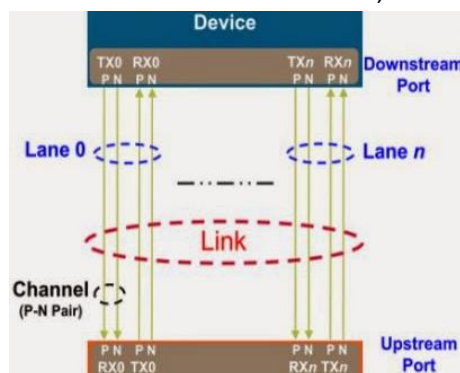 Device
TX0 RX0 TXn RXn
P N P N P N P N
Downstream
Port
Lane 0
Lane n
Link
Channel
(P-N Pair)
P N P N P N P N
RX0 TX0 RXn TXn
Upstream
Port